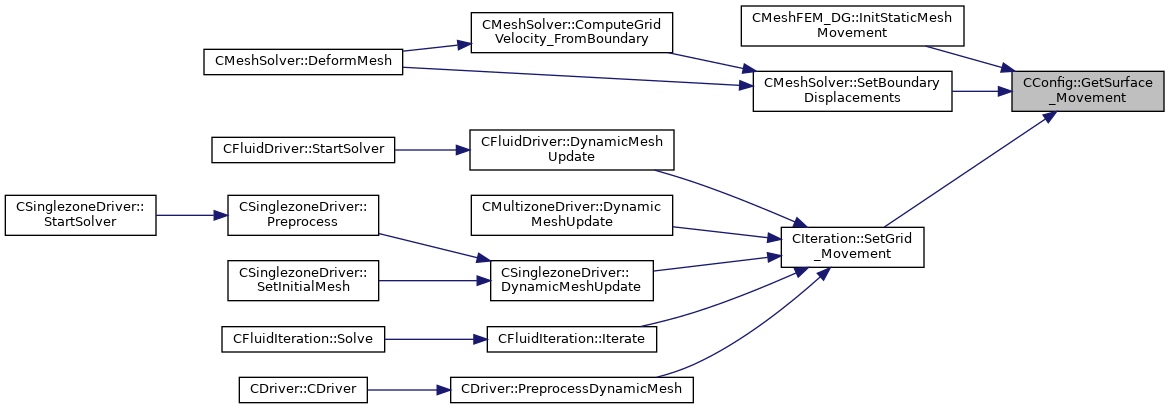 CMeshSolver::ComputeGrid
Velocity_FromBoundary
CMeshFEM_DG::InitStaticMesh
Movement
CMeshSolver::DeformMesh
CMeshSolver::SetBoundary
Displacements
CConfig::GetSurface
_Movement
CFluidDriver::StartSolver
CFluidDriver::DynamicMesh
Update
CSinglezoneDriver::
StartSolver
CSinglezoneDriver::
Preprocess
CMultizoneDriver::Dynamic
MeshUpdate
CIteration::SetGrid
_Movement
CSinglezoneDriver::
SetInitialMesh
CSinglezoneDriver::
DynamicMeshUpdate
CFluidIteration::Solve
CFluidIteration::Iterate
CDriver::CDriver
CDriver::PreprocessDynamicMesh